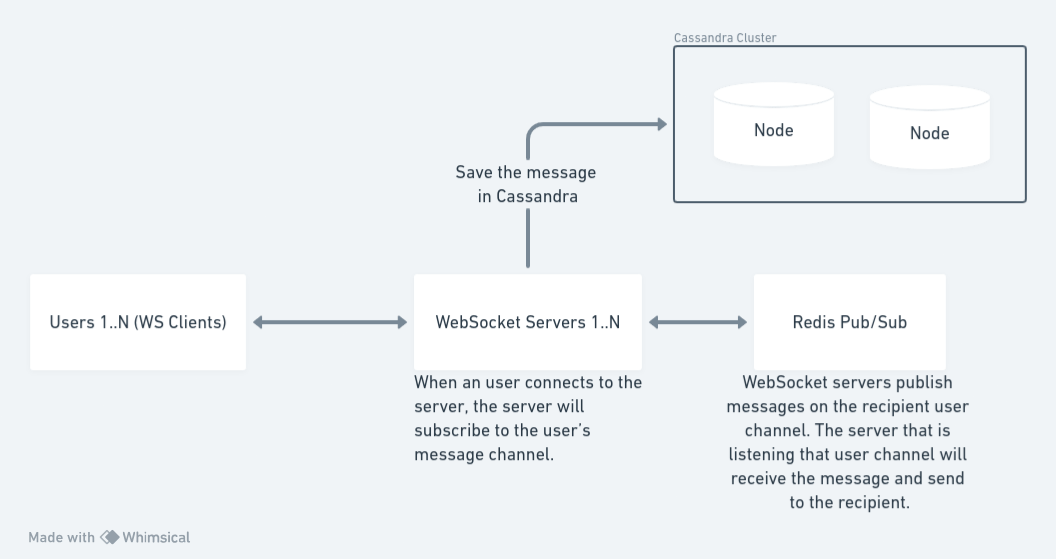 Cassandra Cluster
Node
Node
Save the message
in Cassandra
Users 1..N (WS Clients)
WebSocket Servers 1..N
Redis Pub/Sub
When an user connects to the
server, the server will
subscribe to the user's
message channel.
WebSocket servers publish
messages on the recipient user
channel. The server that is
listening that user channel will
receive the message and send
to the recipient.
Made with Whimsical